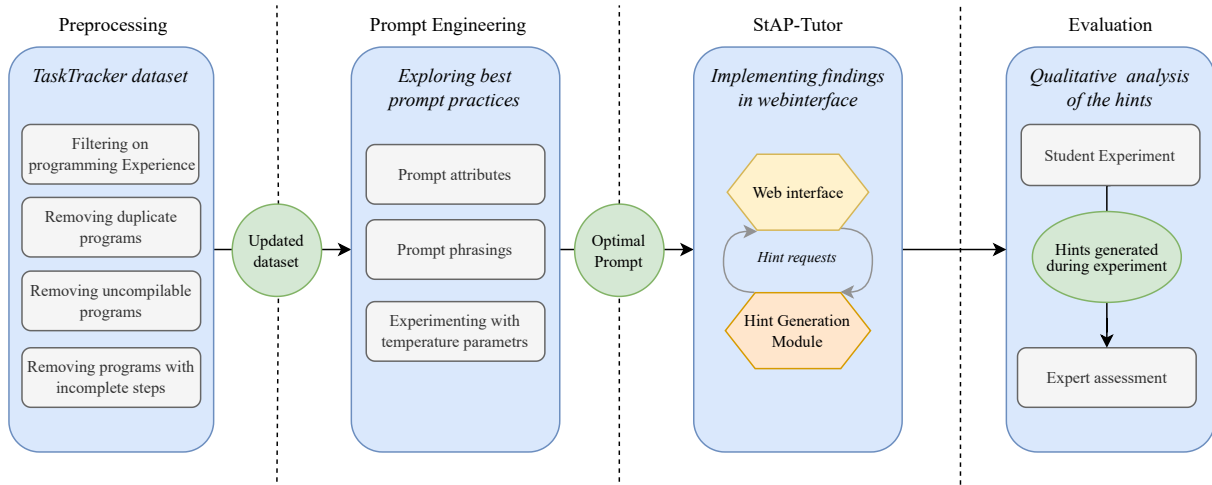 Preprocessing
TaskTracker dataset
Filtering on
programming Experience
Removing duplicate
programs
Removing uncompilable
programs
Removing programs with
incomplete steps
Updated
dataset
Prompt Engineering
Exploring best
prompt practices
Prompt attributes
Prompt phrasings
Experimenting with
temperature parametrs
Optimal
Prompt
StAP-Tutor
Implementing findings
in webinterface
Web interface
Hint requests
Hint Generation
Module
Evaluation
Qualitative analysis
of the hints
Student Experiment
Hints generated
during experiment
Expert assessment